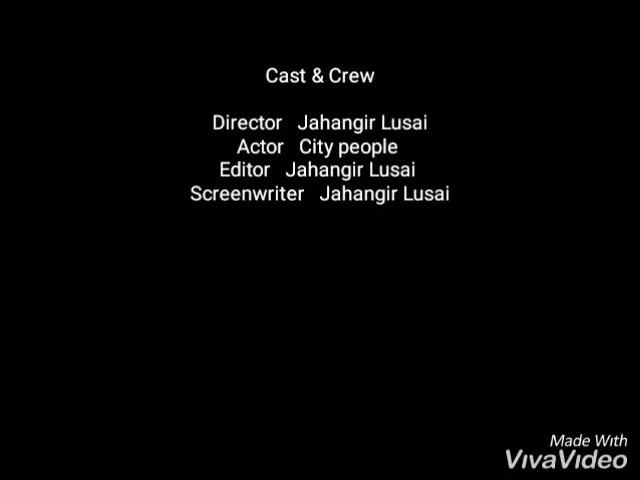 Cast & Crew
Director Jahangir Lusai
Actor City people
Editor Jahangir Lusai
Screenwriter Jahangir Lusai
Made With
VivaVideo